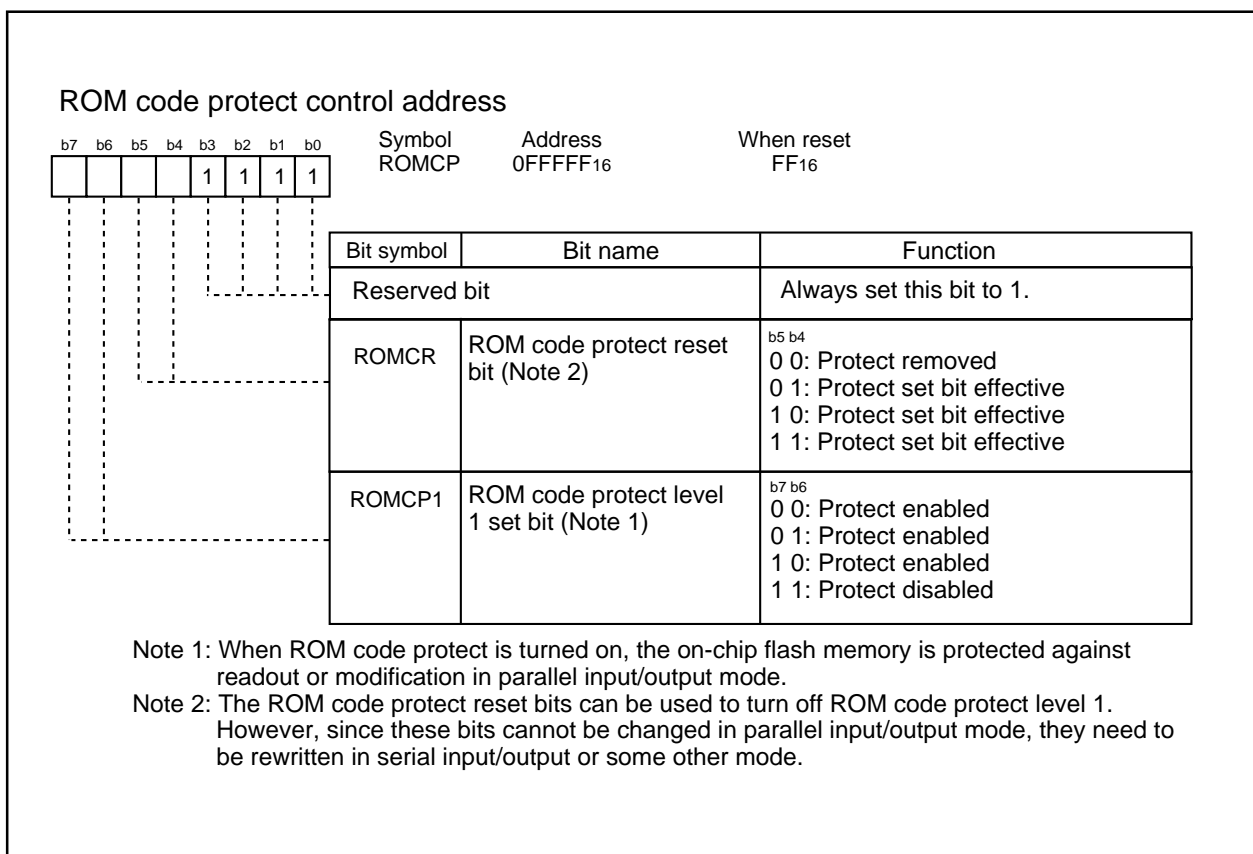 ROM code protect control address
b7 b6 b5 b4 b3 b2 b1 b0
1 1 1 1
Symbol Address When reset
ROMCP 0FFFFF16 FF16
Bit symbol Bit name Function
Reserved bit Always set this bit to 1.
ROMCR ROM code protect reset
bit (Note 2)
b5 b4
0 0: Protect removed
0 1: Protect set bit effective
1 0: Protect set bit effective
1 1: Protect set bit effective
ROMCP1 ROM code protect level
1 set bit (Note 1)
b7 b6
0 0: Protect enabled
0 1: Protect enabled
1 0: Protect enabled
1 1: Protect disabled
Note 1: When ROM code protect is turned on, the on-chip flash memory is protected against
readout or modification in parallel input/output mode.
Note 2: The ROM code protect reset bits can be used to turn off ROM code protect level 1.
However, since these bits cannot be changed in parallel input/output mode, they need to
be rewritten in serial input/output or some other mode.